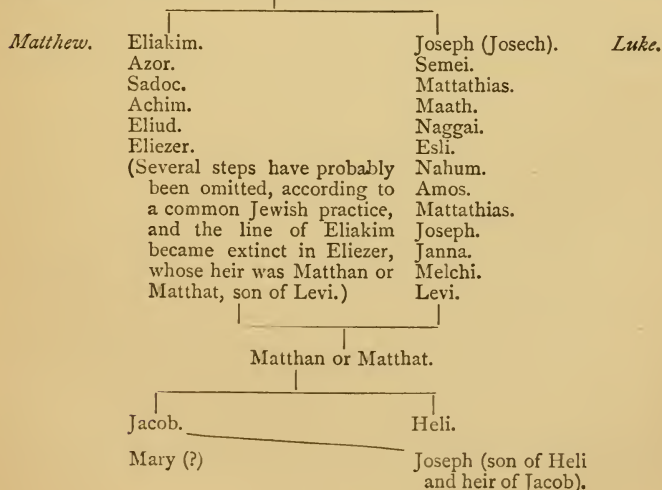 Matthew. Eliakim. Joseph (Josech). Luke.
Azor. Semei.
Sadoc. Mattathias.
Achim. Maath.
Eliud. Naggai.
Eliezer. Esli.
(Several steps have probably Nahum.
been omitted, according to Amos.
a common Jewish practice, Mattathias.
and the line of Eliakim Joseph.
became extinct in Eliezer, Janna.
whose heir was Matthan or Melchi.
Matthat, son of Levi.) Levi.
Matthan or Matthat.
Jacob. Heli.
Mary (?) Joseph (son of Heli
and heir of Jacob).